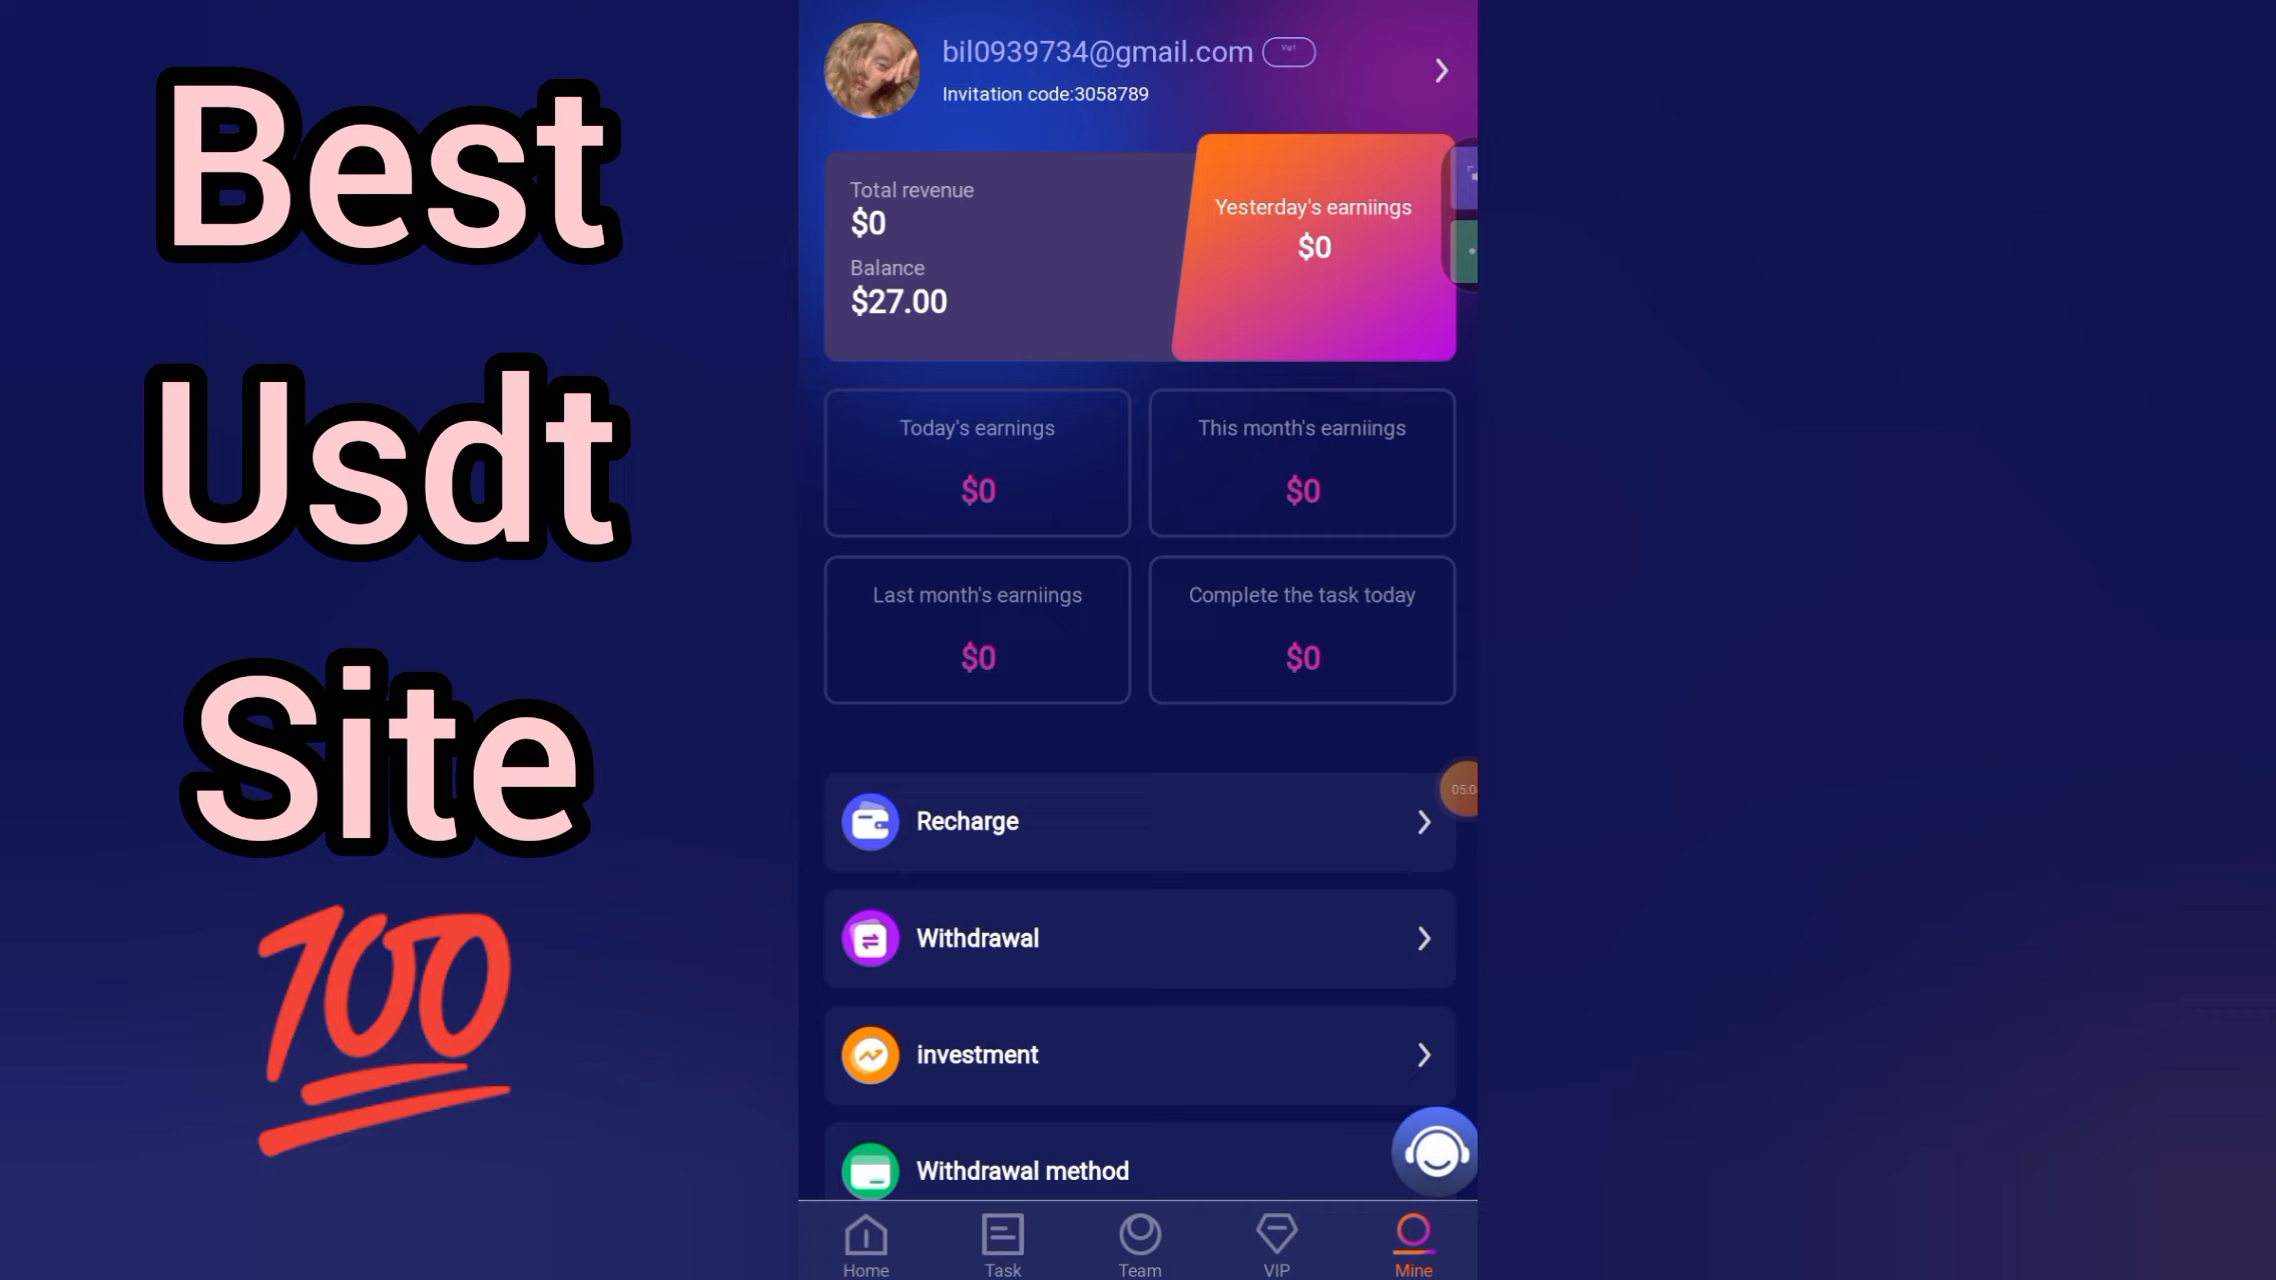 Best
Usdt
Site
💯
bil0939734@gmail.com Vip1
Invitation code:3058789
Total revenue
$0
Balance
$27.00
Yesterday's earniings
$0
Today's earnings
$0
This month's earniings
$0
Last month's earniings
$0
Complete the task today
$0
Recharge
Withdrawal
investment
Withdrawal method
Home
Task
Team
VIP
Mine